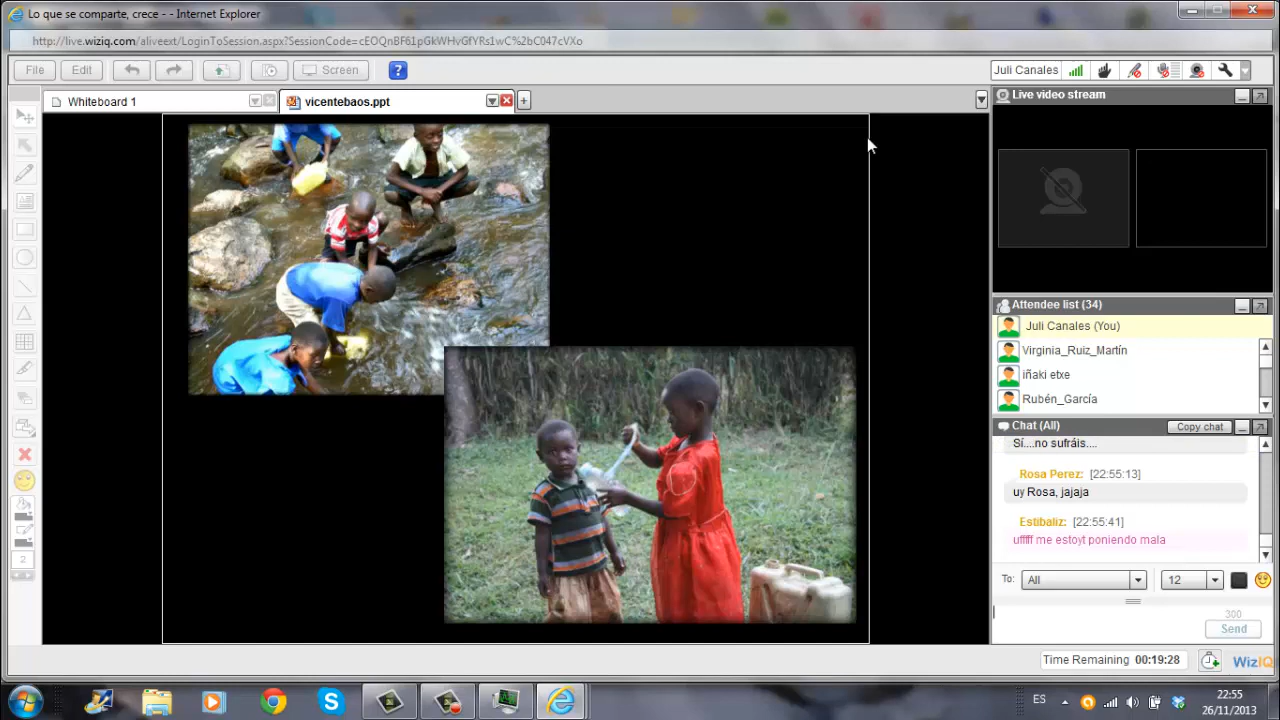 Lo que se comparte, crece - - Internet Explorer
http://live.wiziq.com/aliveext/LoginToSession.aspx?SessionCode=cEOQnBF61pGkWHvGfYRs1wC%2bC047cVXo
File Edit Screen ? Juli Canales
Whiteboard 1 vicentebaos.ppt
Live video stream
Attendee list (34)
Juli Canales (You)
Virginia_Ruiz_Martín
iñaki etxe
Rubén_García
Chat (All) Copy chat
Sí....no sufráis....
Rosa Perez: [22:55:13]
uy Rosa, jajaja
Estibaliz: [22:55:41]
ufffff me estoyt poniendo mala
To: All 12
2
300
Send
Time Remaining 00:19:28 WizIQ
ES 22:55
26/11/2013